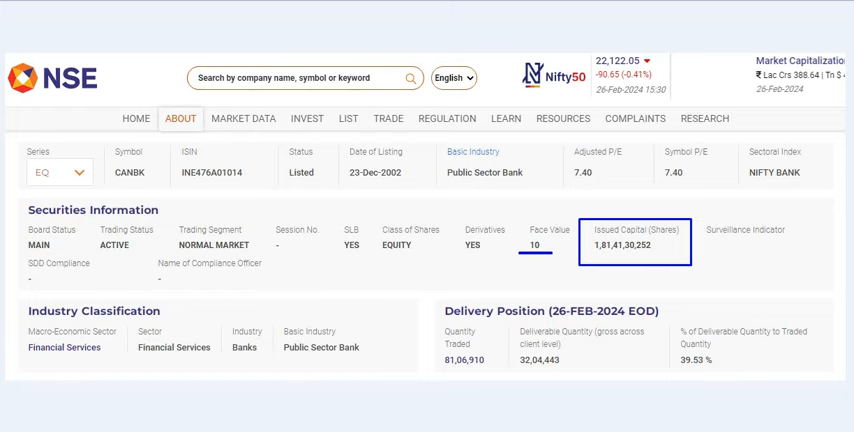 NSE
Search by company name, symbol or keyword
English
Nifty50
22,122.05
-90.65 (-0.41%)
26-Feb-2024 15:30
Market Capitalizatio
₹ Lac Crs 388.64 | Tn $ 4
26-Feb-2024
HOME ABOUT MARKET DATA INVEST LIST TRADE REGULATION LEARN RESOURCES COMPLAINTS RESEARCH
Series Symbol ISIN Status Date of Listing Basic Industry Adjusted P/E Symbol P/E Sectoral Index
EQ CANBK INE476A01014 Listed 23-Dec-2002 Public Sector Bank 7.40 7.40 NIFTY BANK
Securities Information
Board Status Trading Status Trading Segment Session No. SLB Class of Shares Derivatives Face Value Issued Capital (Shares) Surveillance Indicator
MAIN ACTIVE NORMAL MARKET - YES EQUITY YES 10 1,81,41,30,252
SDD Compliance Name of Compliance Officer
- -
Industry Classification
Macro-Economic Sector Sector Industry Basic Industry
Financial Services Financial Services Banks Public Sector Bank
Delivery Position (26-FEB-2024 EOD)
Quantity Traded Deliverable Quantity (gross across client level) % of Deliverable Quantity to Traded Quantity
81,06,910 32,04,443 39.53 %